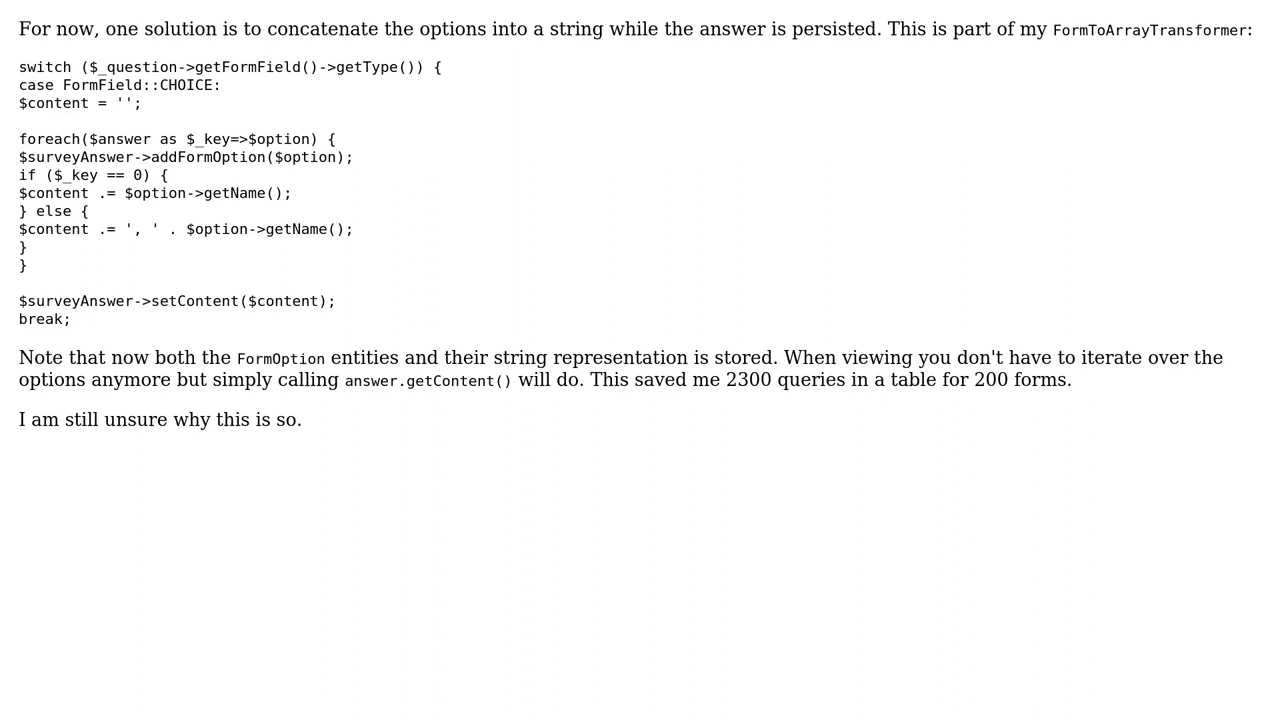 For now, one solution is to concatenate the options into a string while the answer is persisted. This is part of my FormToArrayTransformer:
switch ($_question->getFormField()->getType()) {
case FormField::CHOICE:
$content = '';
foreach($answer as $_key=>$option) {
$surveyAnswer->addFormOption($option);
if ($_key == 0) {
$content .= $option->getName();
} else {
$content .= ', ' . $option->getName();
}
}
$surveyAnswer->setContent($content);
break;
Note that now both the FormOption entities and their string representation is stored. When viewing you don't have to iterate over the
options anymore but simply calling answer.getContent() will do. This saved me 2300 queries in a table for 200 forms.
I am still unsure why this is so.